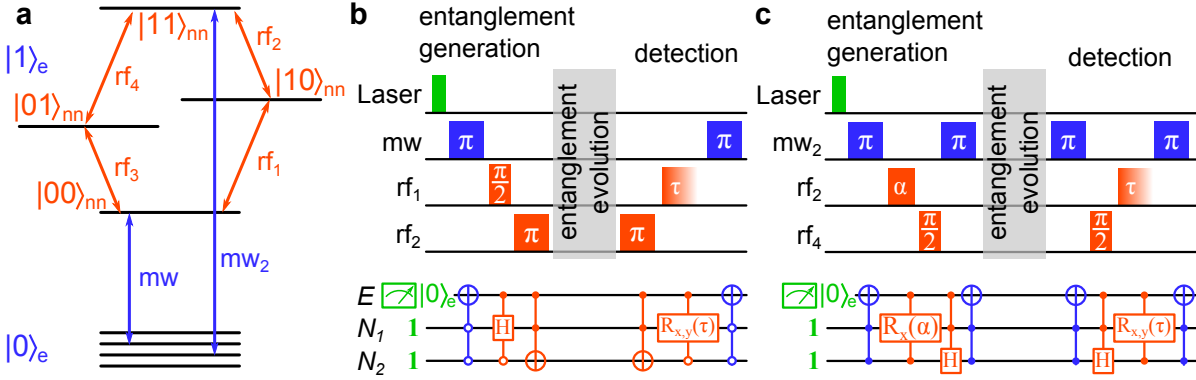 a
|11⟩nn
rf2
|1⟩e
rf4
|10⟩nn
|01⟩nn
rf3
rf1
|00⟩nn
mw
mw2
|0⟩e
b
entanglement
generation
detection
Laser
mw
π
π
rf1
π/2
τ
rf2
π
π
entanglement
evolution
E
|0⟩e
N1
1
H
Rx,y(τ)
N2
1
c
entanglement
generation
detection
Laser
mw2
π
π
π
π
rf2
α
τ
rf4
π/2
π/2
entanglement
evolution
|0⟩e
1
Rx(α)
Rx,y(τ)
1
H
H